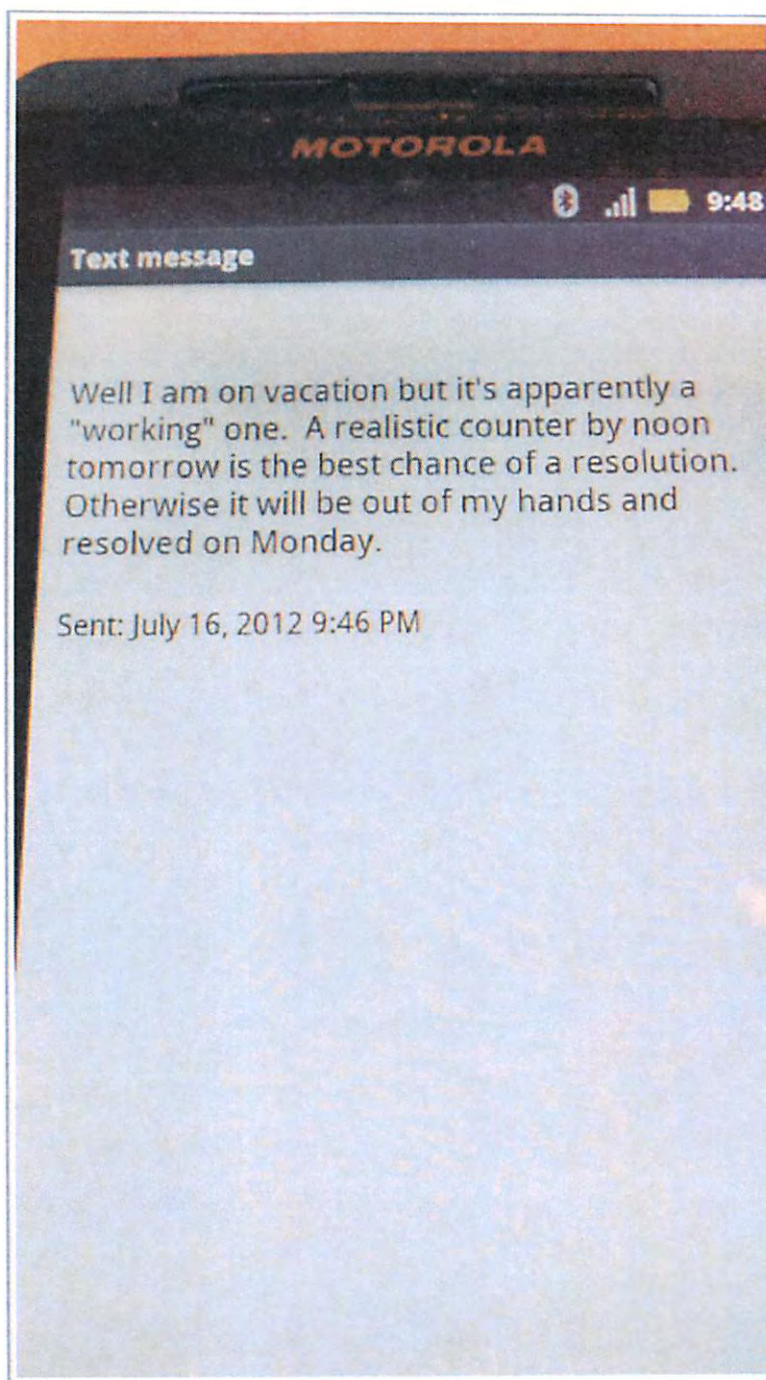 MOTOROLA
9:48
Text message
Well I am on vacation but it's apparently a
"working" one.  A realistic counter by noon
tomorrow is the best chance of a resolution.
Otherwise it will be out of my hands and
resolved on Monday.
Sent: July 16, 2012 9:46 PM